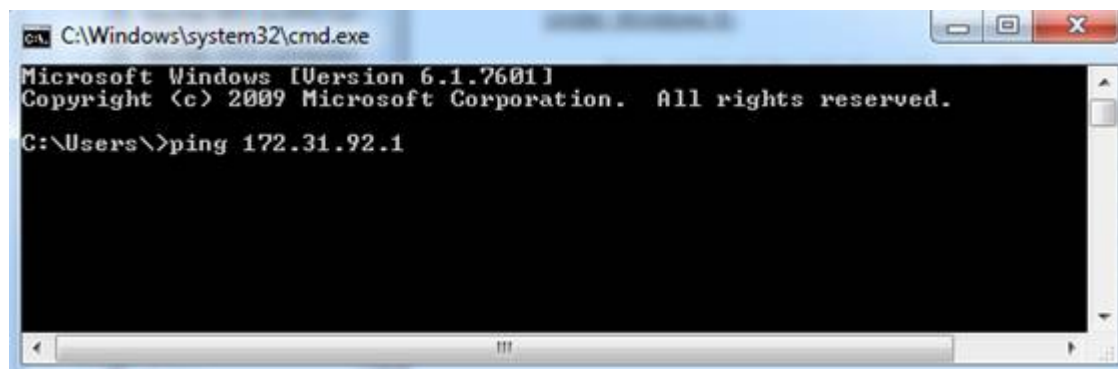 C:\Windows\system32\cmd.exe
Microsoft Windows [Version 6.1.7601]
Copyright (c) 2009 Microsoft Corporation.  All rights reserved.
C:\Users\>ping 172.31.92.1